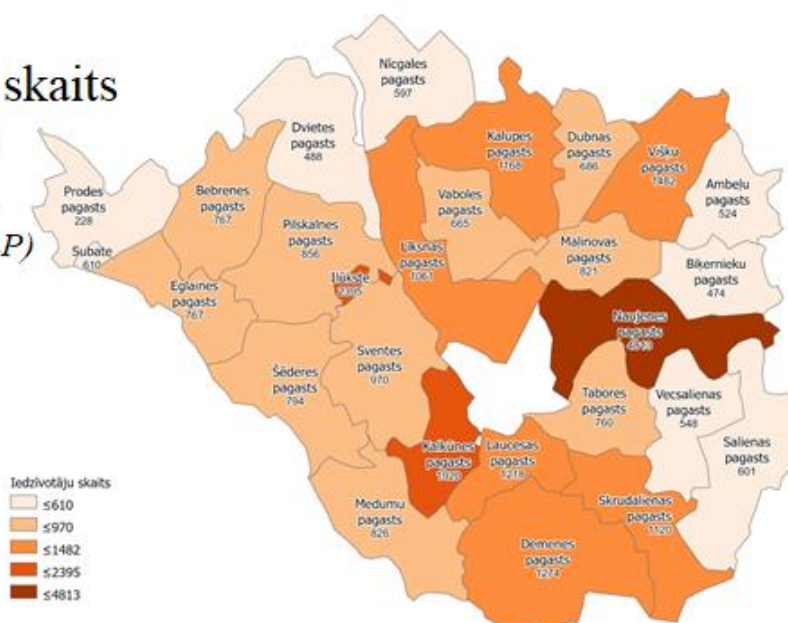 skaits
P)
Nīcgales
pagasts
597
Dvietes
pagasts
488
Kalupes
pagasts
1168
Dubnas
pagasts
686
Višķu
pagasts
1482
Ambeļu
pagasts
524
Prodes
pagasts
228
Bebrenes
pagasts
767
Vaboles
pagasts
665
Pilskalnes
pagasts
856
Līksnas
pagasts
1061
Malinovas
pagasts
821
Biķernieku
pagasts
474
Subate
610
Ilūkste
2395
Eglaines
pagasts
767
Naujenes
pagasts
Sventes
pagasts
970
Šēderes
pagasts
794
Tabores
pagasts
760
Vecsalienas
pagasts
548
Kalkūnes
pagasts
1920
Laucesas
pagasts
1218
Salienas
pagasts
601
Medumu
pagasts
826
Skrudalienas
pagasts
1120
Demenes
pagasts
1274
Iedzīvotāju skaits
≤610
≤970
≤1482
≤2395
≤4813